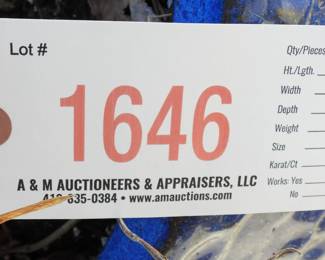 Lot #
1646
A & M AUCTIONEERS & APPRAISERS, LLC
635-0384 • www.amauctions.com
Qty/Pieces
Ht./Lgth.
Width
Depth
Weight
Size
Karat/Ct
Works: Yes
No